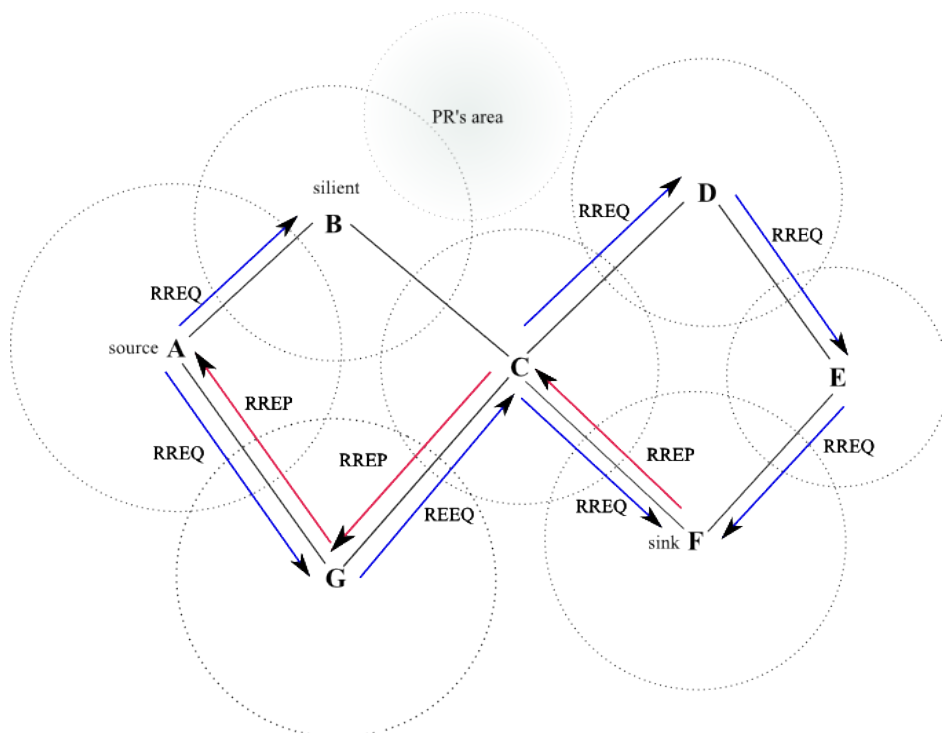 PR's area
silient
B
D
RREQ
RREQ
RREQ
source A
C
E
RREP
RREQ
RREP
RREP
RREQ
REEQ
RREQ
sink F
G